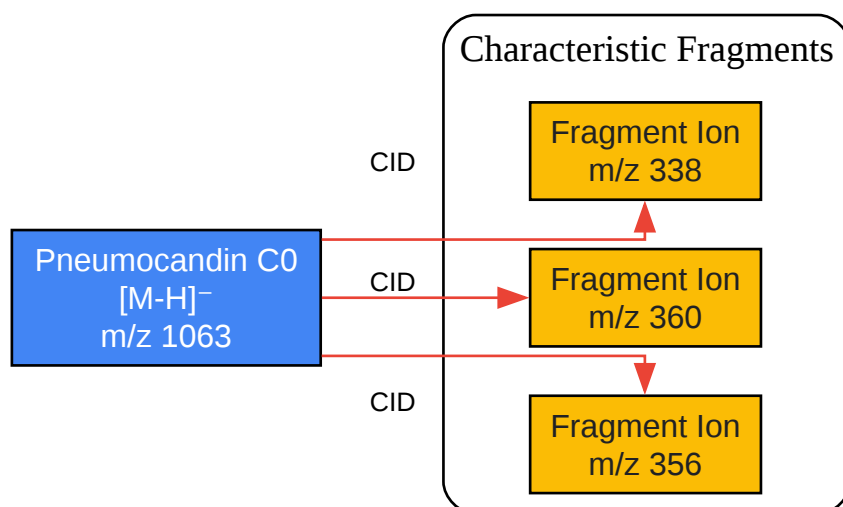 Characteristic Fragments
CID
Fragment Ion
m/z 338
Pneumocandin C0
[M-H]⁻
m/z 1063
CID
Fragment Ion
m/z 360
CID
Fragment Ion
m/z 356